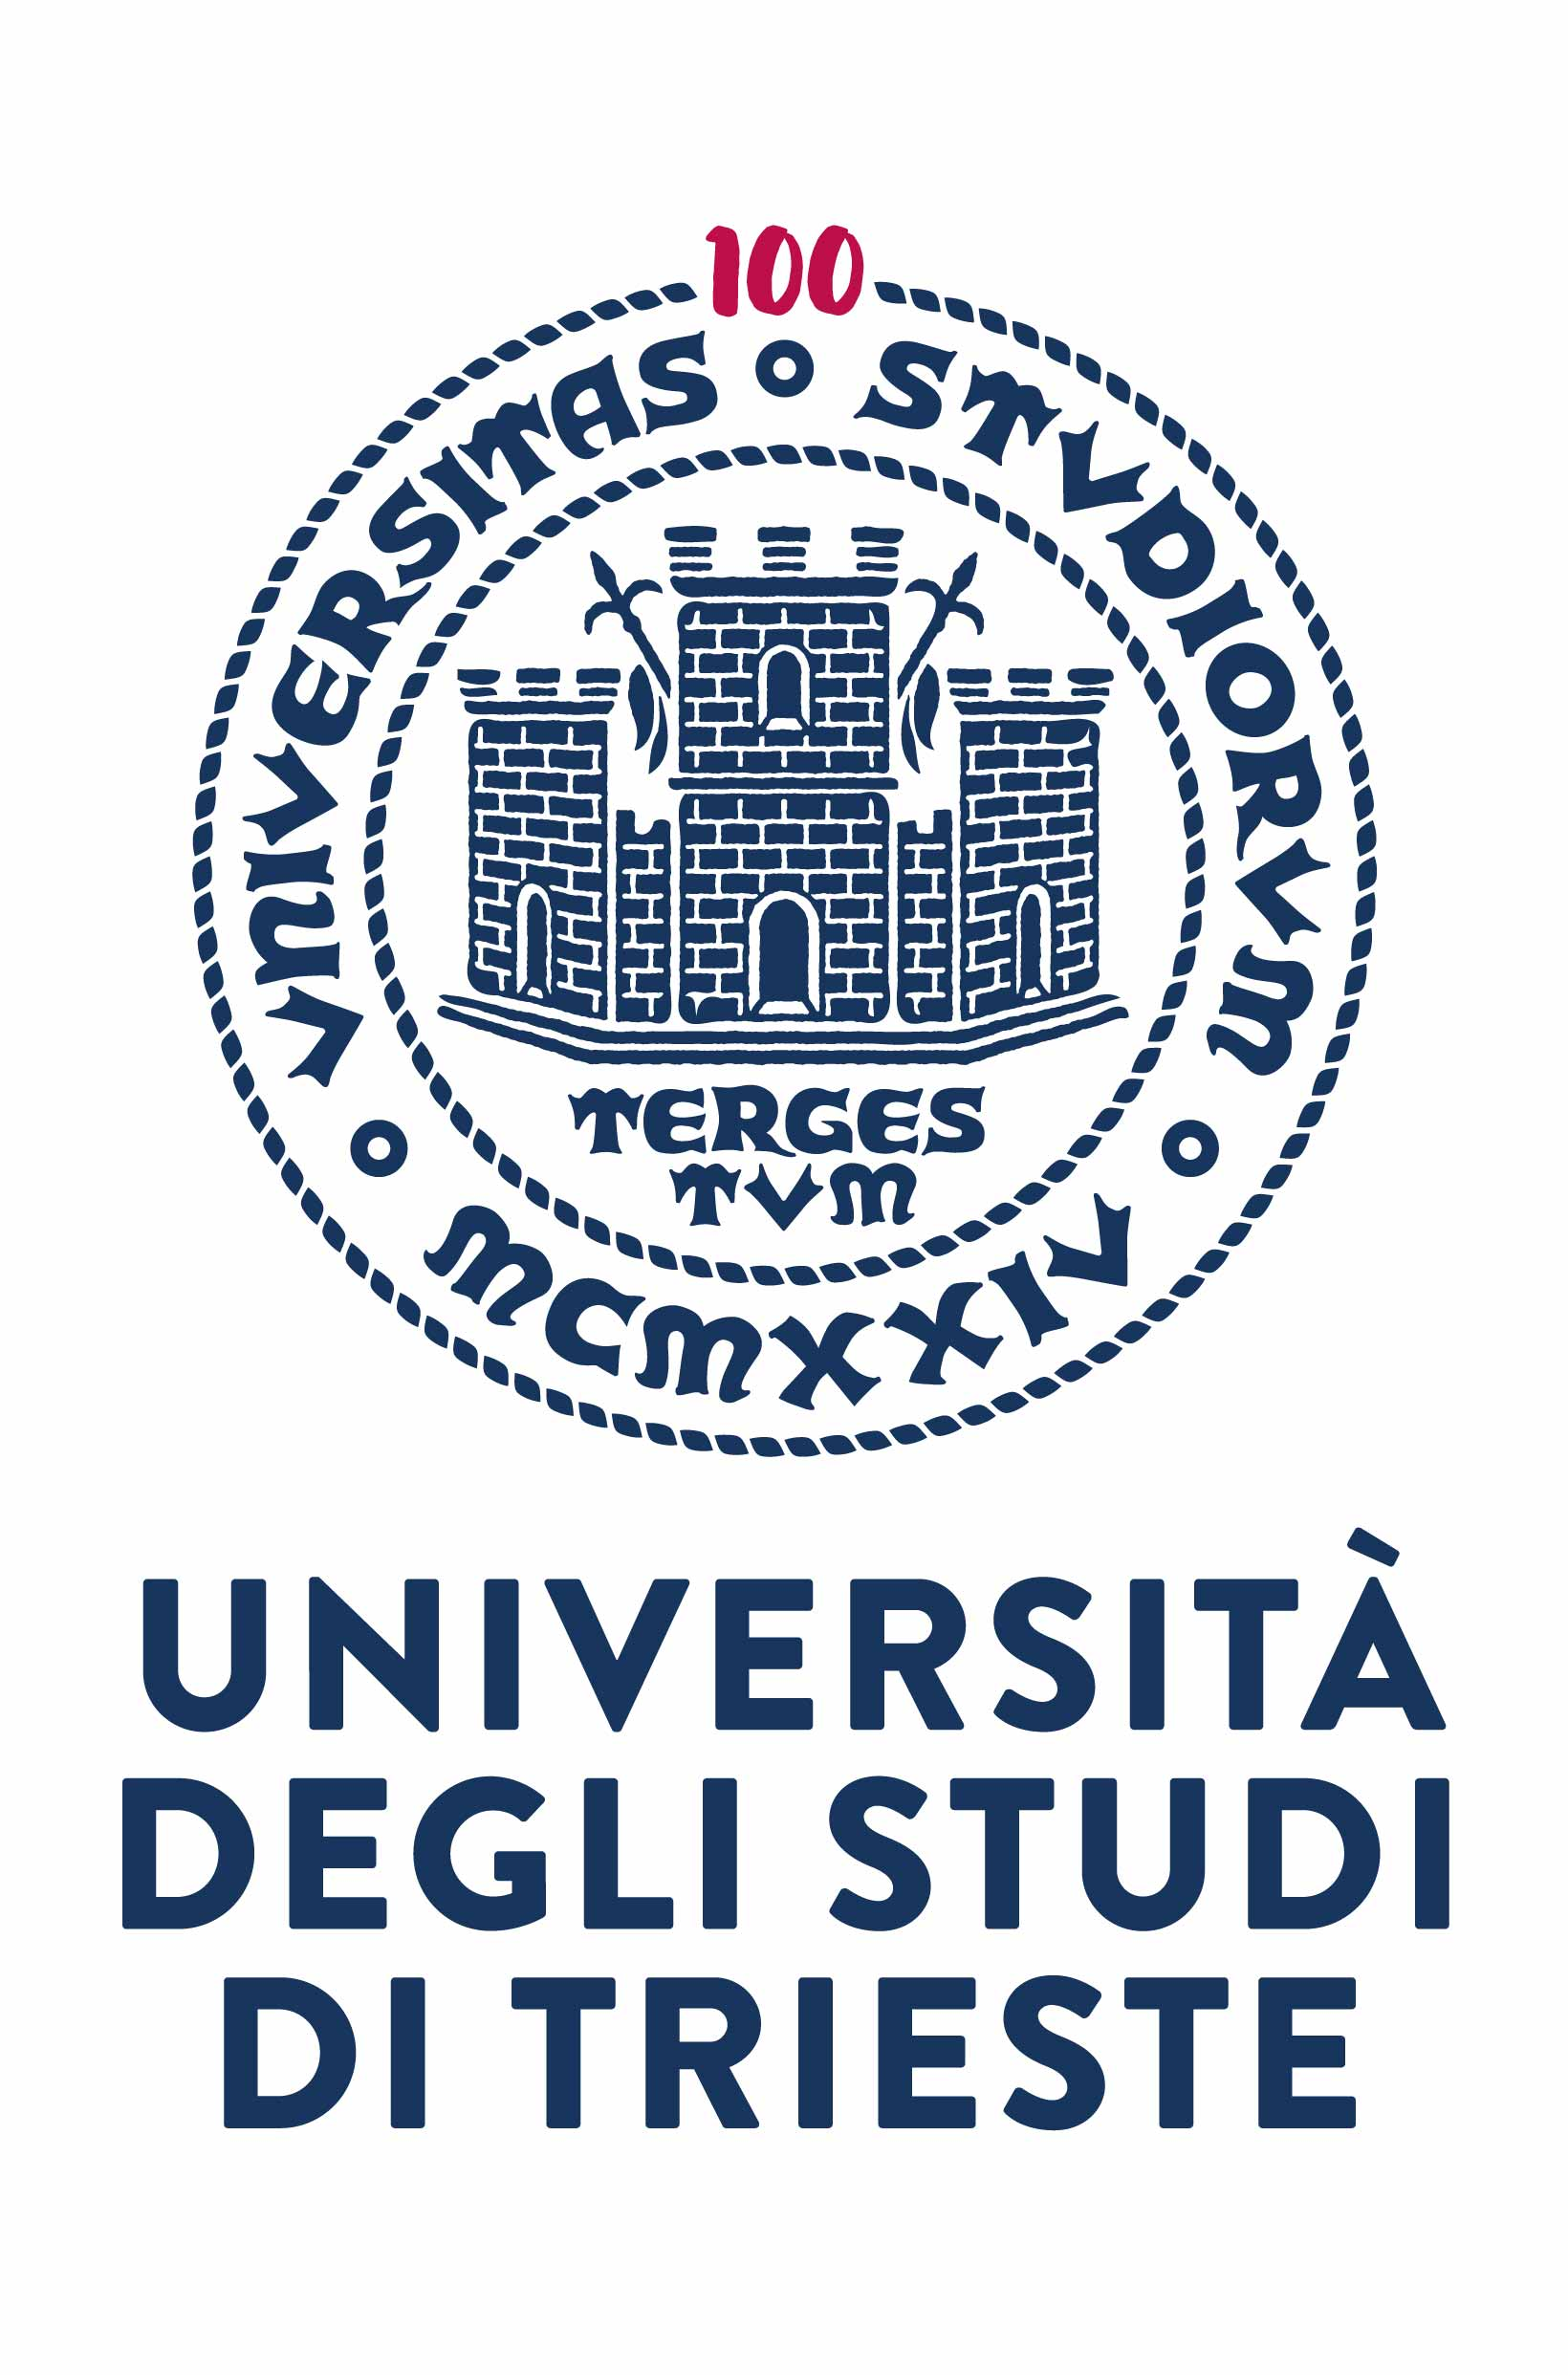 100
VNIVERSITAS STVDIORVM
TERGES
TVM
MCMXXIV
UNIVERSITÀ
DEGLI STUDI
DI TRIESTE